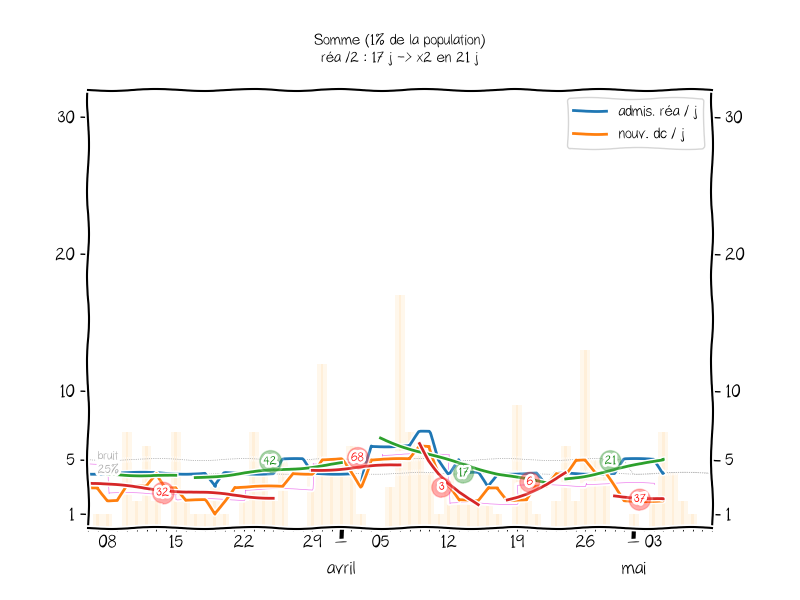 Somme (1% de la population)
réa /2 : 17 j -> x2 en 21 j
admis. réa / j
nouv. dc / j
30
30
20
20
10
10
5
5
1
1
bruit
25%
42
68
32
17
3
6
21
37
08 15 22 29 05 12 19 26 03
avril mai